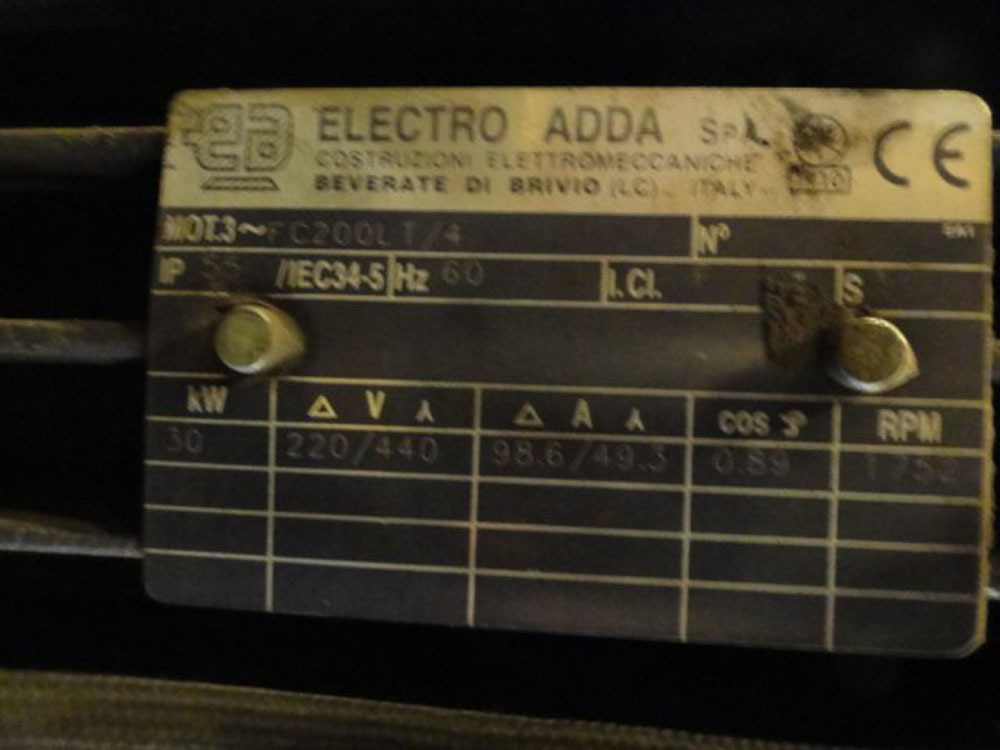 ELECTRO ADDA SpA CE
COSTRUZIONI ELETTROMECCANICHE
BEVERATE DI BRIVIO (LC) - ITALY
MOT.3~ FC200L T/4 N°
IP 55 /IEC34-5 Hz 60 I.Cl. S
kW Δ V ⅄ Δ A ⅄ COS φ RPM
30 220/440 98.6/49.3 0.89 1752